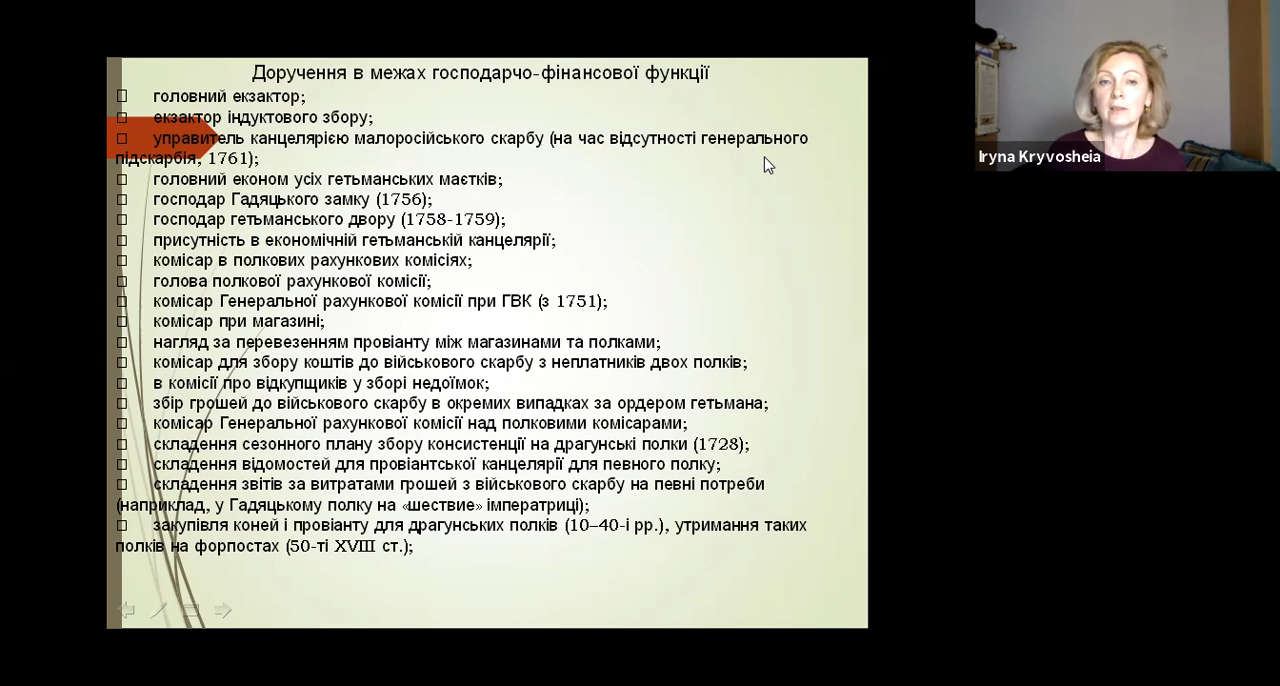 Доручення в межах господарчо-фінансової функції
головний екзактор;
екзактор індуктового збору;
управитель канцелярією малоросійського скарбу (на час відсутності генерального
підскарбія, 1761);
головний економ усіх гетьманських маєтків;
господар Гадяцького замку (1756);
господар гетьманського двору (1758-1759);
присутність в економічній гетьманській канцелярії;
комісар в полкових рахункових комісіях;
голова полкової рахункової комісії;
комісар Генеральної рахункової комісії при ГВК (з 1751);
комісар при магазині;
нагляд за перевезенням провіанту між магазинами та полками;
комісар для збору коштів до військового скарбу з неплатників двох полків;
в комісії про відкупщиків у зборі недоїмок;
збір грошей до військового скарбу в окремих випадках за ордером гетьмана;
комісар Генеральної рахункової комісії над полковими комісарами;
складення сезонного плану збору консистенції на драгунські полки (1728);
складення відомостей для провіантської канцелярії для певного полку;
складення звітів за витратами грошей з військового скарбу на певні потреби
(наприклад, у Гадяцькому полку на «шествие» імператриці);
закупівля коней і провіанту для драгунських полків (10–40-і рр.), утримання таких
полків на форпостах (50-ті XVIII ст.);
Iryna Kryvosheia